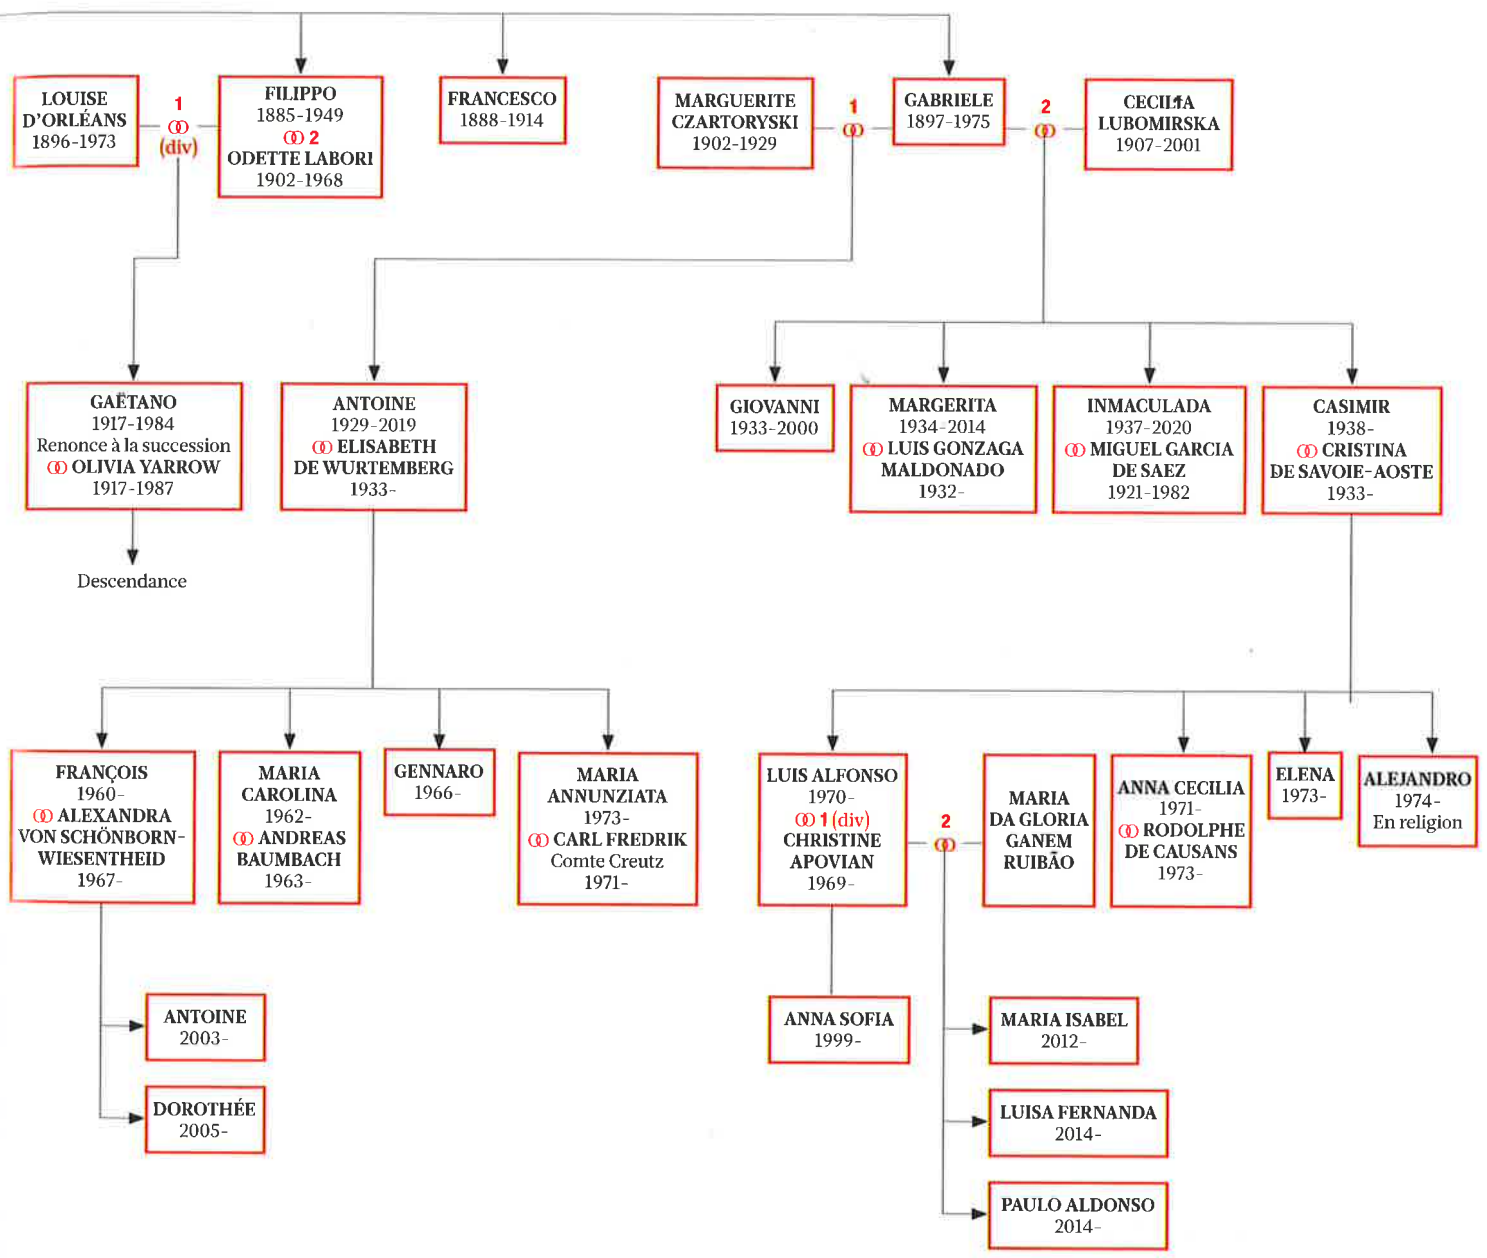 LOUISE
D'ORLÉANS
1896-1973
1
(div)
FILIPPO
1885-1949
2
ODETTE LABORI
1902-1968
FRANCESCO
1888-1914
MARGUERITE
CZARTORYSKI
1902-1929
1
GABRIELE
1897-1975
2
CECILIA
LUBOMIRSKA
1907-2001
GAËTANO
1917-1984
Renonce à la succession
OLIVIA YARROW
1917-1987
Descendance
ANTOINE
1929-2019
ELISABETH
DE WURTEMBERG
1933-
GIOVANNI
1933-2000
MARGERITA
1934-2014
LUIS GONZAGA
MALDONADO
1932-
INMACULADA
1937-2020
MIGUEL GARCIA
DE SAEZ
1921-1982
CASIMIR
1938-
CRISTINA
DE SAVOIE-AOSTE
1933-
FRANÇOIS
1960-
ALEXANDRA
VON SCHÖNBORN-
WIESENTHEID
1967-
MARIA
CAROLINA
1962-
ANDREAS
BAUMBACH
1963-
GENNARO
1966-
MARIA
ANNUNZIATA
1973-
CARL FREDRIK
Comte Creutz
1971-
LUIS ALFONSO
1970-
1 (div)
CHRISTINE
APOVIAN
1969-
2
MARIA
DA GLORIA
GANEM
RUIBÃO
ANNA CECILIA
1971-
RODOLPHE
DE CAUSANS
1973-
ELENA
1973-
ALEJANDRO
1974-
En religion
ANTOINE
2003-
DOROTHÉE
2005-
ANNA SOFIA
1999-
MARIA ISABEL
2012-
LUISA FERNANDA
2014-
PAULO ALDONSO
2014-